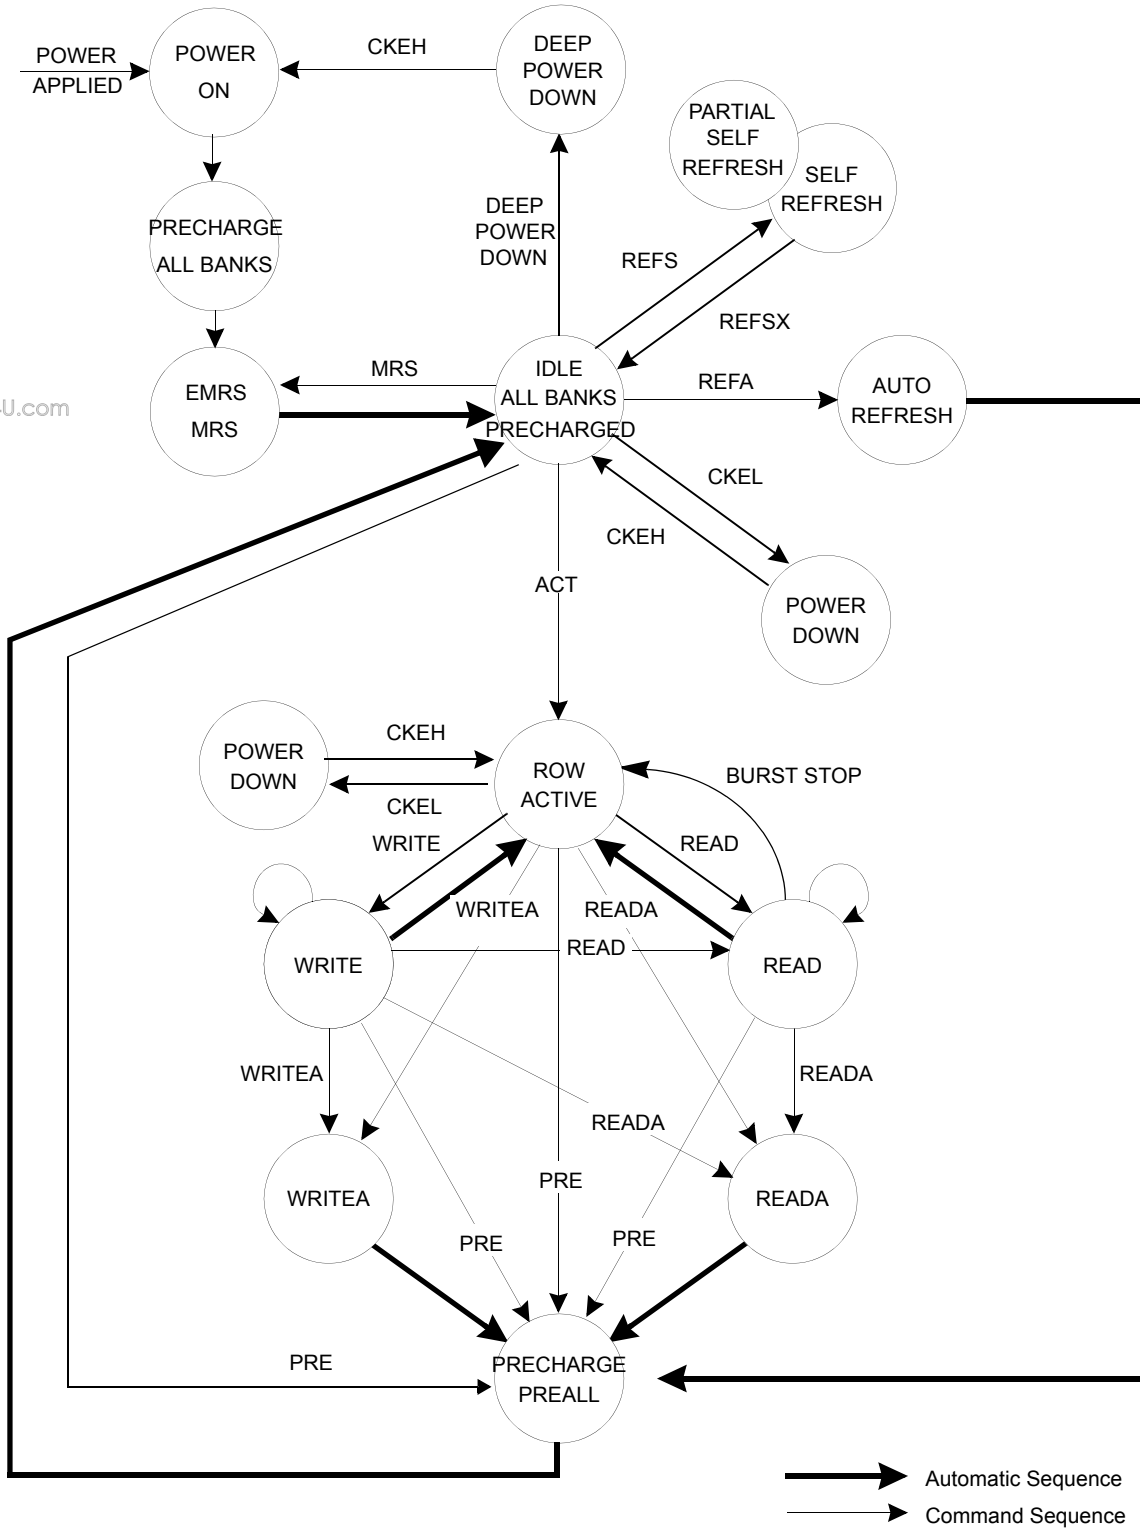 POWER
APPLIED
POWER
ON
CKEH
DEEP
POWER
DOWN
PARTIAL
SELF
REFRESH
SELF
REFRESH
PRECHARGE
ALL BANKS
DEEP
POWER
DOWN
REFS
REFSX
EMRS
MRS
MRS
IDLE
ALL BANKS
PRECHARGED
REFA
AUTO
REFRESH
U.com
CKEL
CKEH
POWER
DOWN
ACT
POWER
DOWN
CKEH
CKEL
ROW
ACTIVE
BURST STOP
WRITE
READ
WRITEA
READA
WRITE
READ
READ
WRITEA
READA
READA
WRITEA
PRE
READA
PRE
PRE
PRE
PRECHARGE
PREALL
Automatic Sequence
Command Sequence